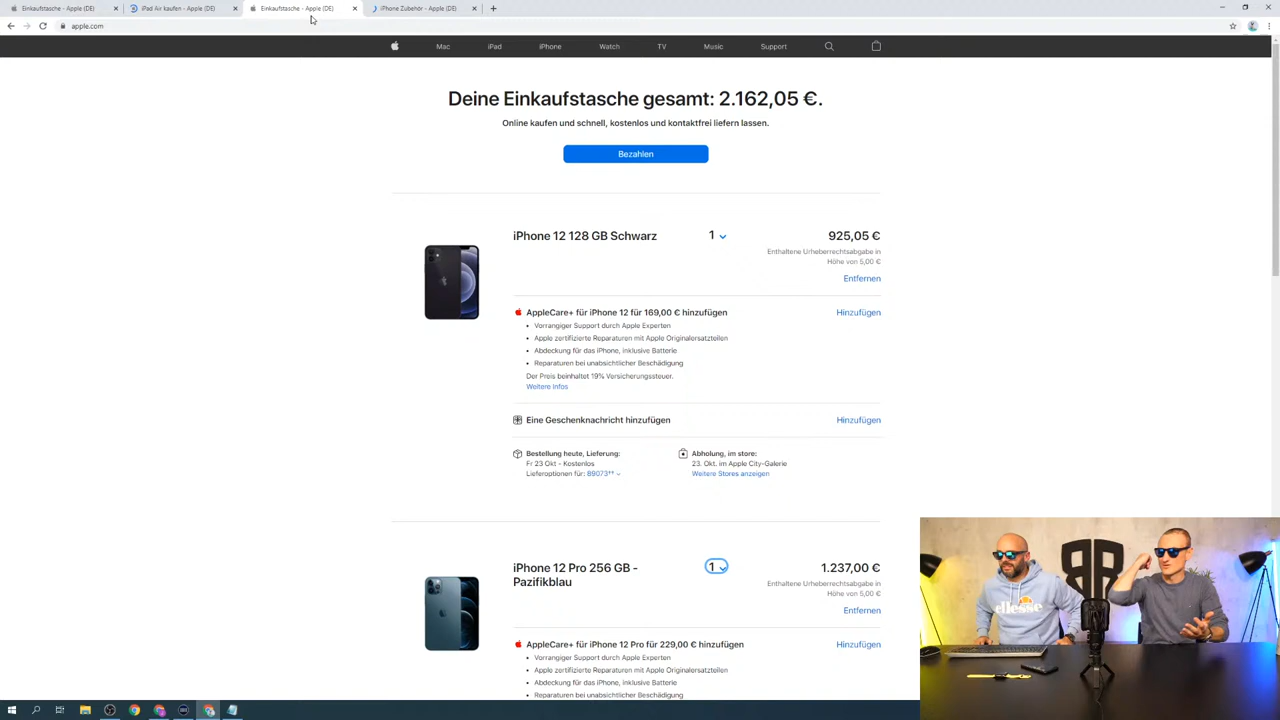 Einkaufstasche - Apple (DE)
iPad Air kaufen - Apple (DE)
Einkaufstasche - Apple (DE)
iPhone Zubehör - Apple (DE)
apple.com
Mac
iPad
iPhone
Watch
TV
Music
Support
Deine Einkaufstasche gesamt: 2.162,05 €.
Online kaufen und schnell, kostenlos und kontaktfrei liefern lassen.
Bezahlen
iPhone 12 128 GB Schwarz
1
925,05 €
Enthaltene Urheberrechtsabgabe in
Höhe von 5,00 €
Entfernen
AppleCare+ für iPhone 12 für 169,00 € hinzufügen
Hinzufügen
• Vorrangiger Support durch Apple Experten
• Apple zertifizierte Reparaturen mit Apple Originalersatzteilen
• Abdeckung für das iPhone, inklusive Batterie
• Reparaturen bei unabsichtlicher Beschädigung
Der Preis beinhaltet 19% Versicherungssteuer.
Weitere Infos
Eine Geschenknachricht hinzufügen
Hinzufügen
Bestellung heute, Lieferung:
Fr 23 Okt – Kostenlos
Lieferoptionen für: 89073††
Abholung, im store:
23. Okt. im Apple City-Galerie
Weitere Stores anzeigen
iPhone 12 Pro 256 GB -
Pazifikblau
1
1.237,00 €
Enthaltene Urheberrechtsabgabe in
Höhe von 5,00 €
Entfernen
AppleCare+ für iPhone 12 Pro für 229,00 € hinzufügen
Hinzufügen
• Vorrangiger Support durch Apple Experten
• Apple zertifizierte Reparaturen mit Apple Originalersatzteilen
• Abdeckung für das iPhone, inklusive Batterie
• Reparaturen bei unabsichtlicher Beschädigung
ellesse